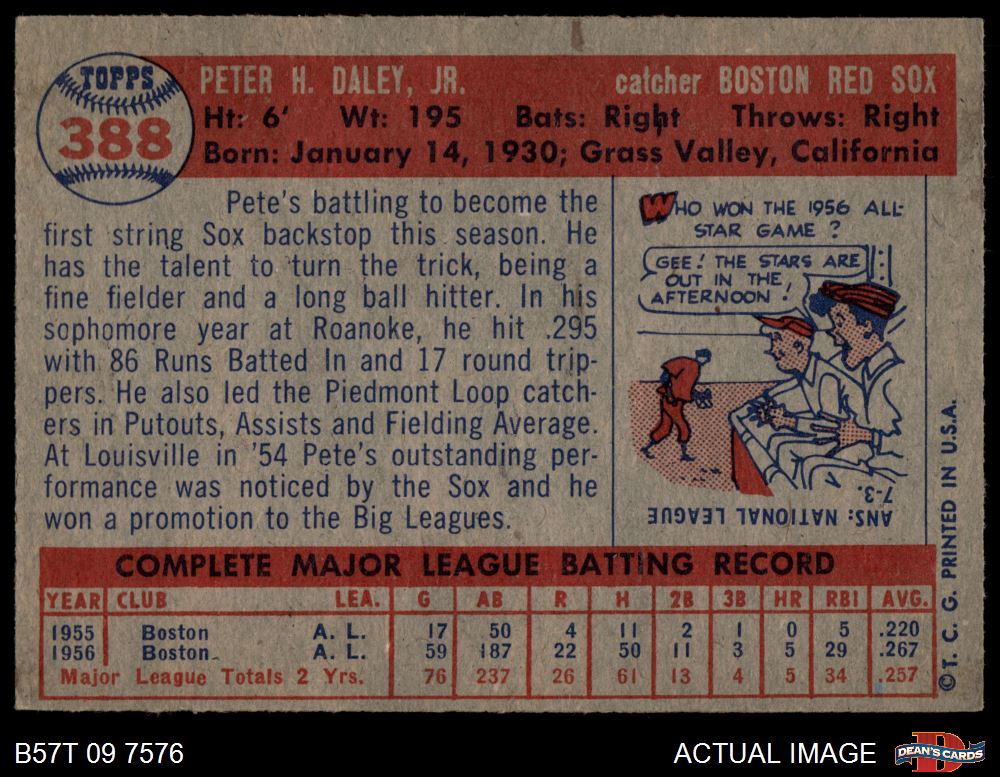 TOPPS
388
PETER H. DALEY, JR. catcher BOSTON RED SOX
Ht: 6' Wt: 195 Bats: Right Throws: Right
Born: January 14, 1930; Grass Valley, California
Pete's battling to become the
first string Sox backstop this season. He
has the talent to turn the trick, being a
fine fielder and a long ball hitter. In his
sophomore year at Roanoke, he hit .295
with 86 Runs Batted In and 17 round trip-
pers. He also led the Piedmont Loop catch-
ers in Putouts, Assists and Fielding Average.
At Louisville in '54 Pete's outstanding per-
formance was noticed by the Sox and he
won a promotion to the Big Leagues.
WHO WON THE 1956 ALL-
STAR GAME ?
GEE! THE STARS ARE
OUT IN THE
AFTERNOON!
ANS: NATIONAL LEAGUE
7-3.
COMPLETE MAJOR LEAGUE BATTING RECORD
YEAR CLUB LEA. G AB R H 2B 3B HR RBI AVG.
1955 Boston A. L. 17 50 4 11 2 1 0 5 .220
1956 Boston A. L. 59 187 22 50 11 3 5 29 .267
Major League Totals 2 Yrs. 76 237 26 61 13 4 5 34 .257
©T. C. G. PRINTED IN U.S.A.
B57T 09 7576 ACTUAL IMAGE
D
DEAN'S CARDS